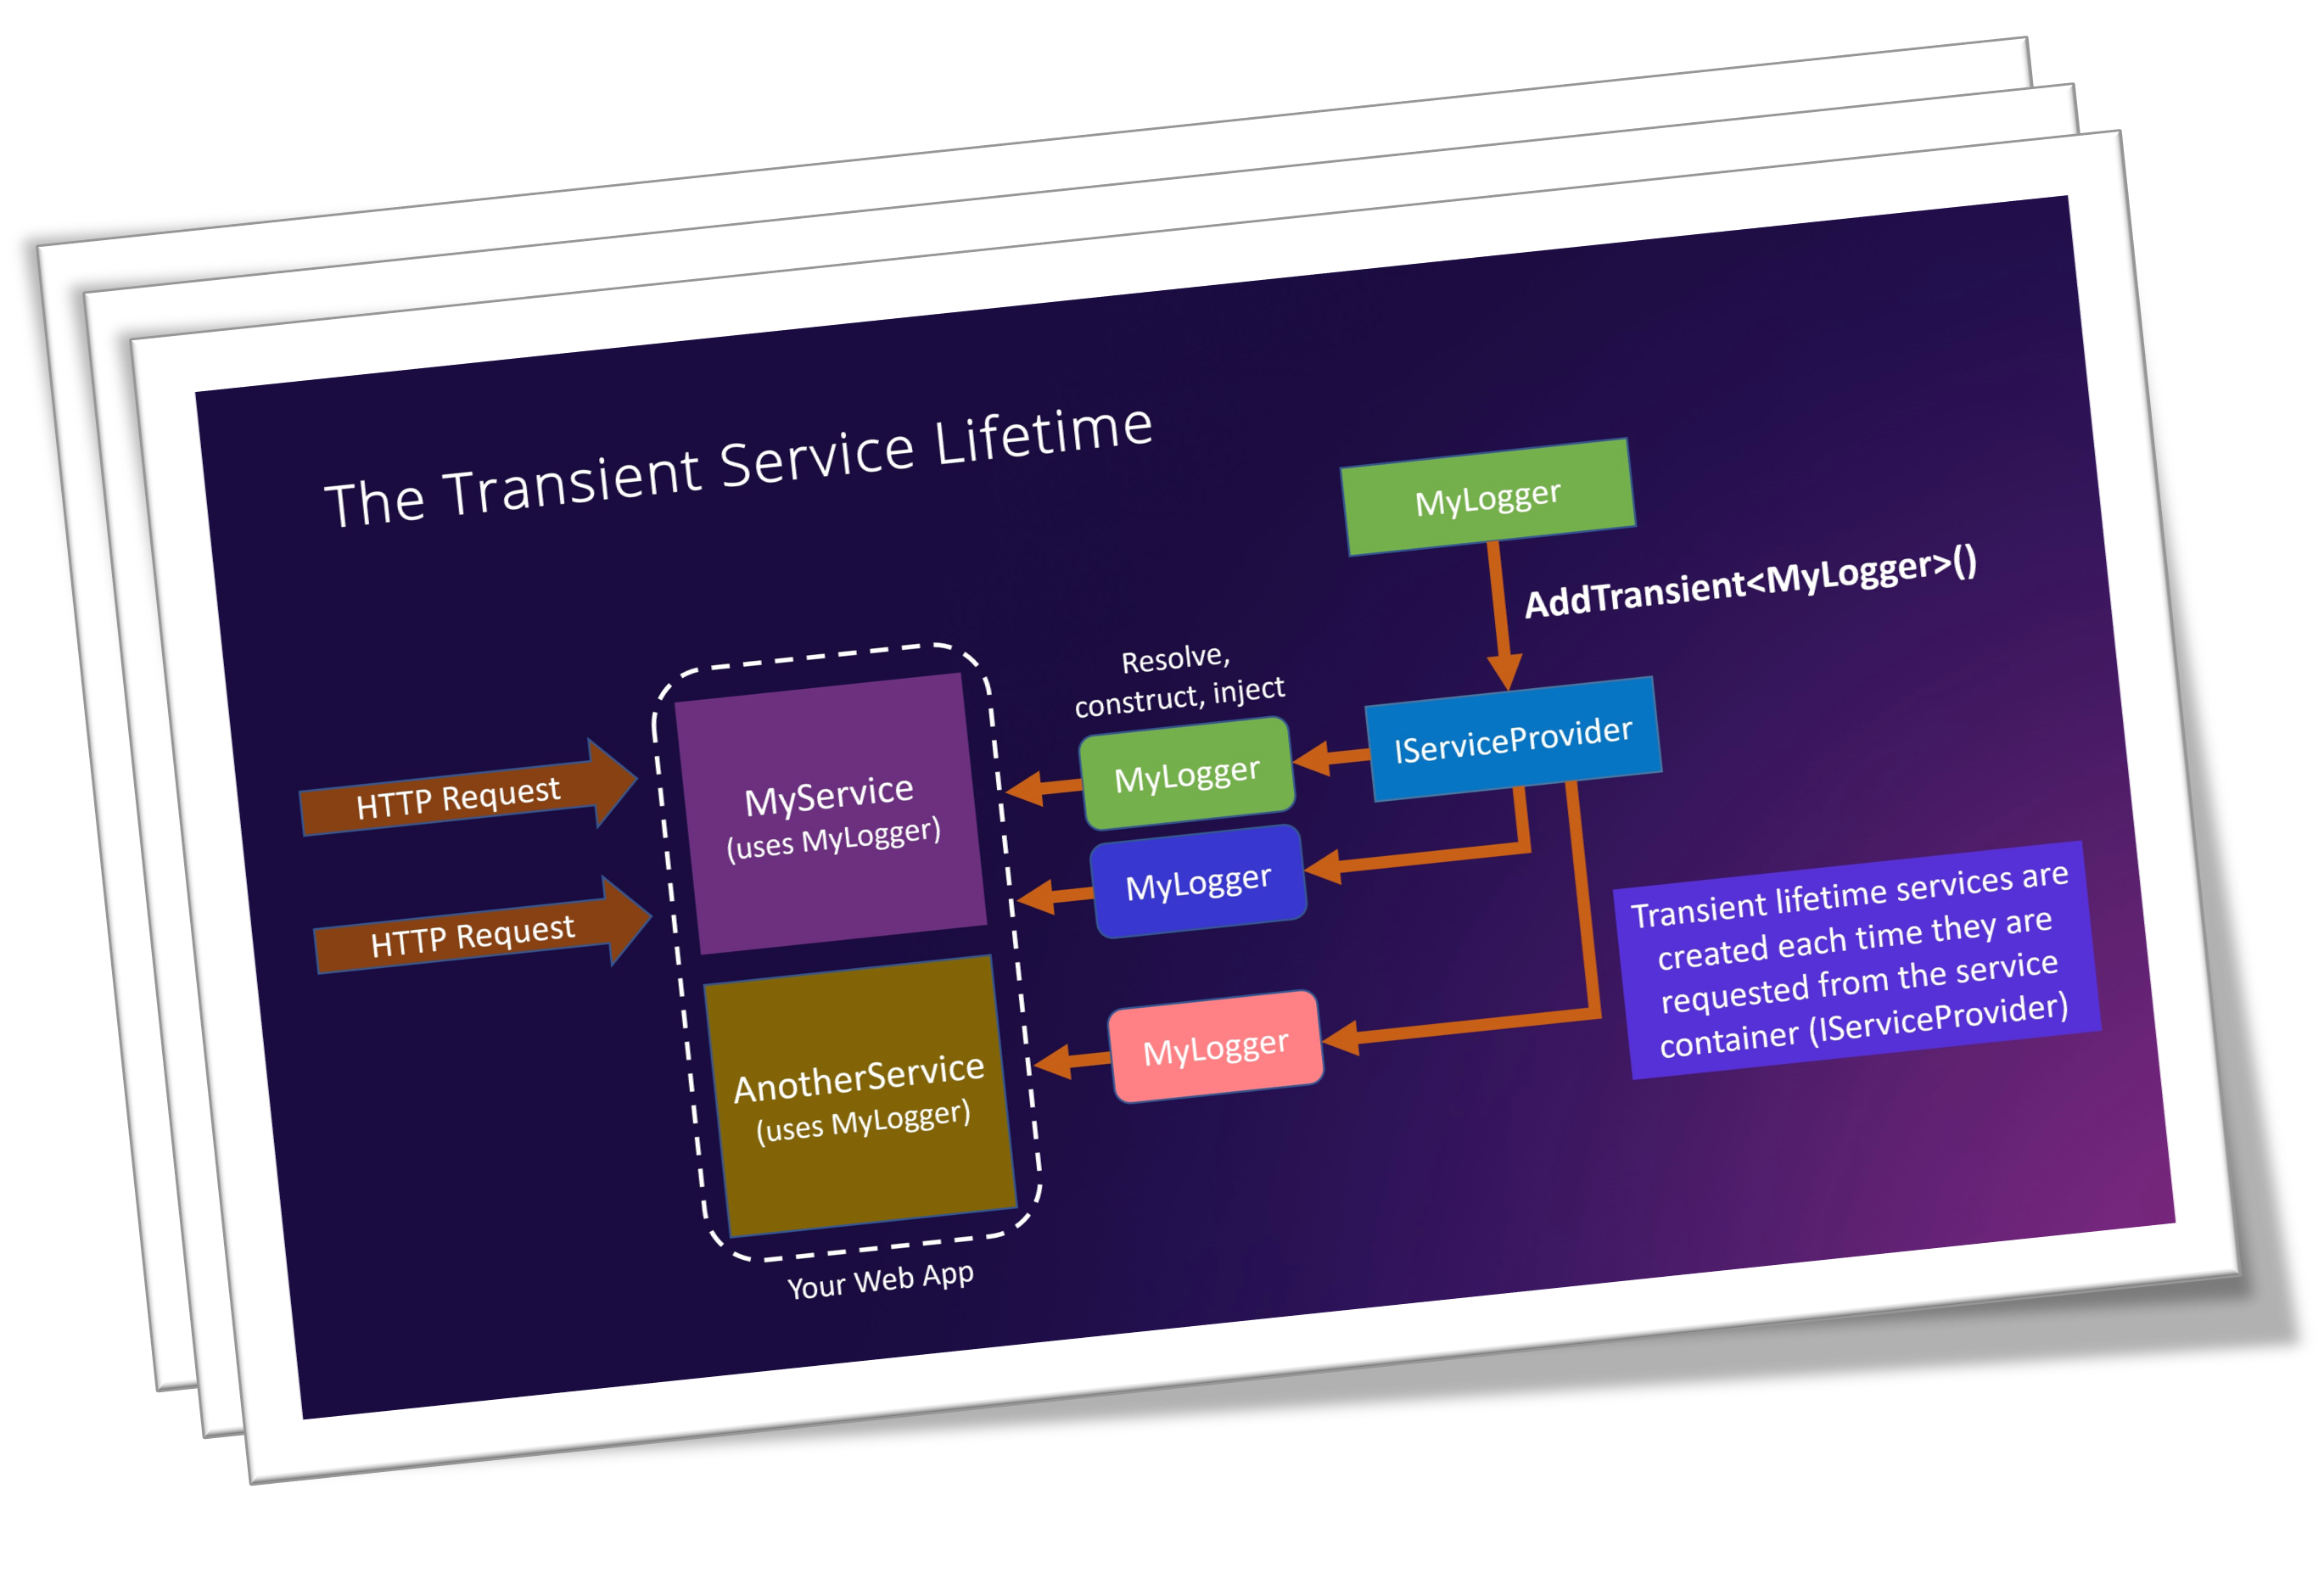 The Transient Service Lifetime
MyLogger
AddTransient<MyLogger>()
Resolve,
construct, inject
IServiceProvider
MyLogger
HTTP Request
MyService
(uses MyLogger)
MyLogger
HTTP Request
Transient lifetime services are
created each time they are
requested from the service
container (IServiceProvider)
MyLogger
AnotherService
(uses MyLogger)
Your Web App